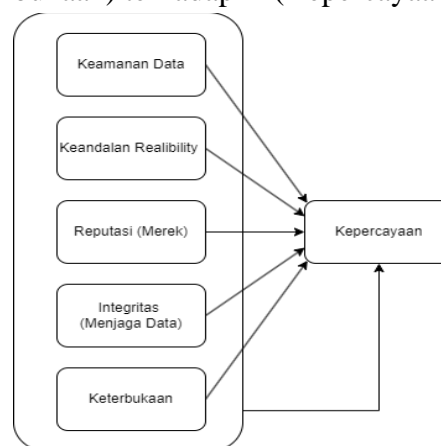 Keamanan Data
Keandalan Realibility
Reputasi (Merek)
Kepercayaan
Integritas
(Menjaga Data)
Keterbukaan